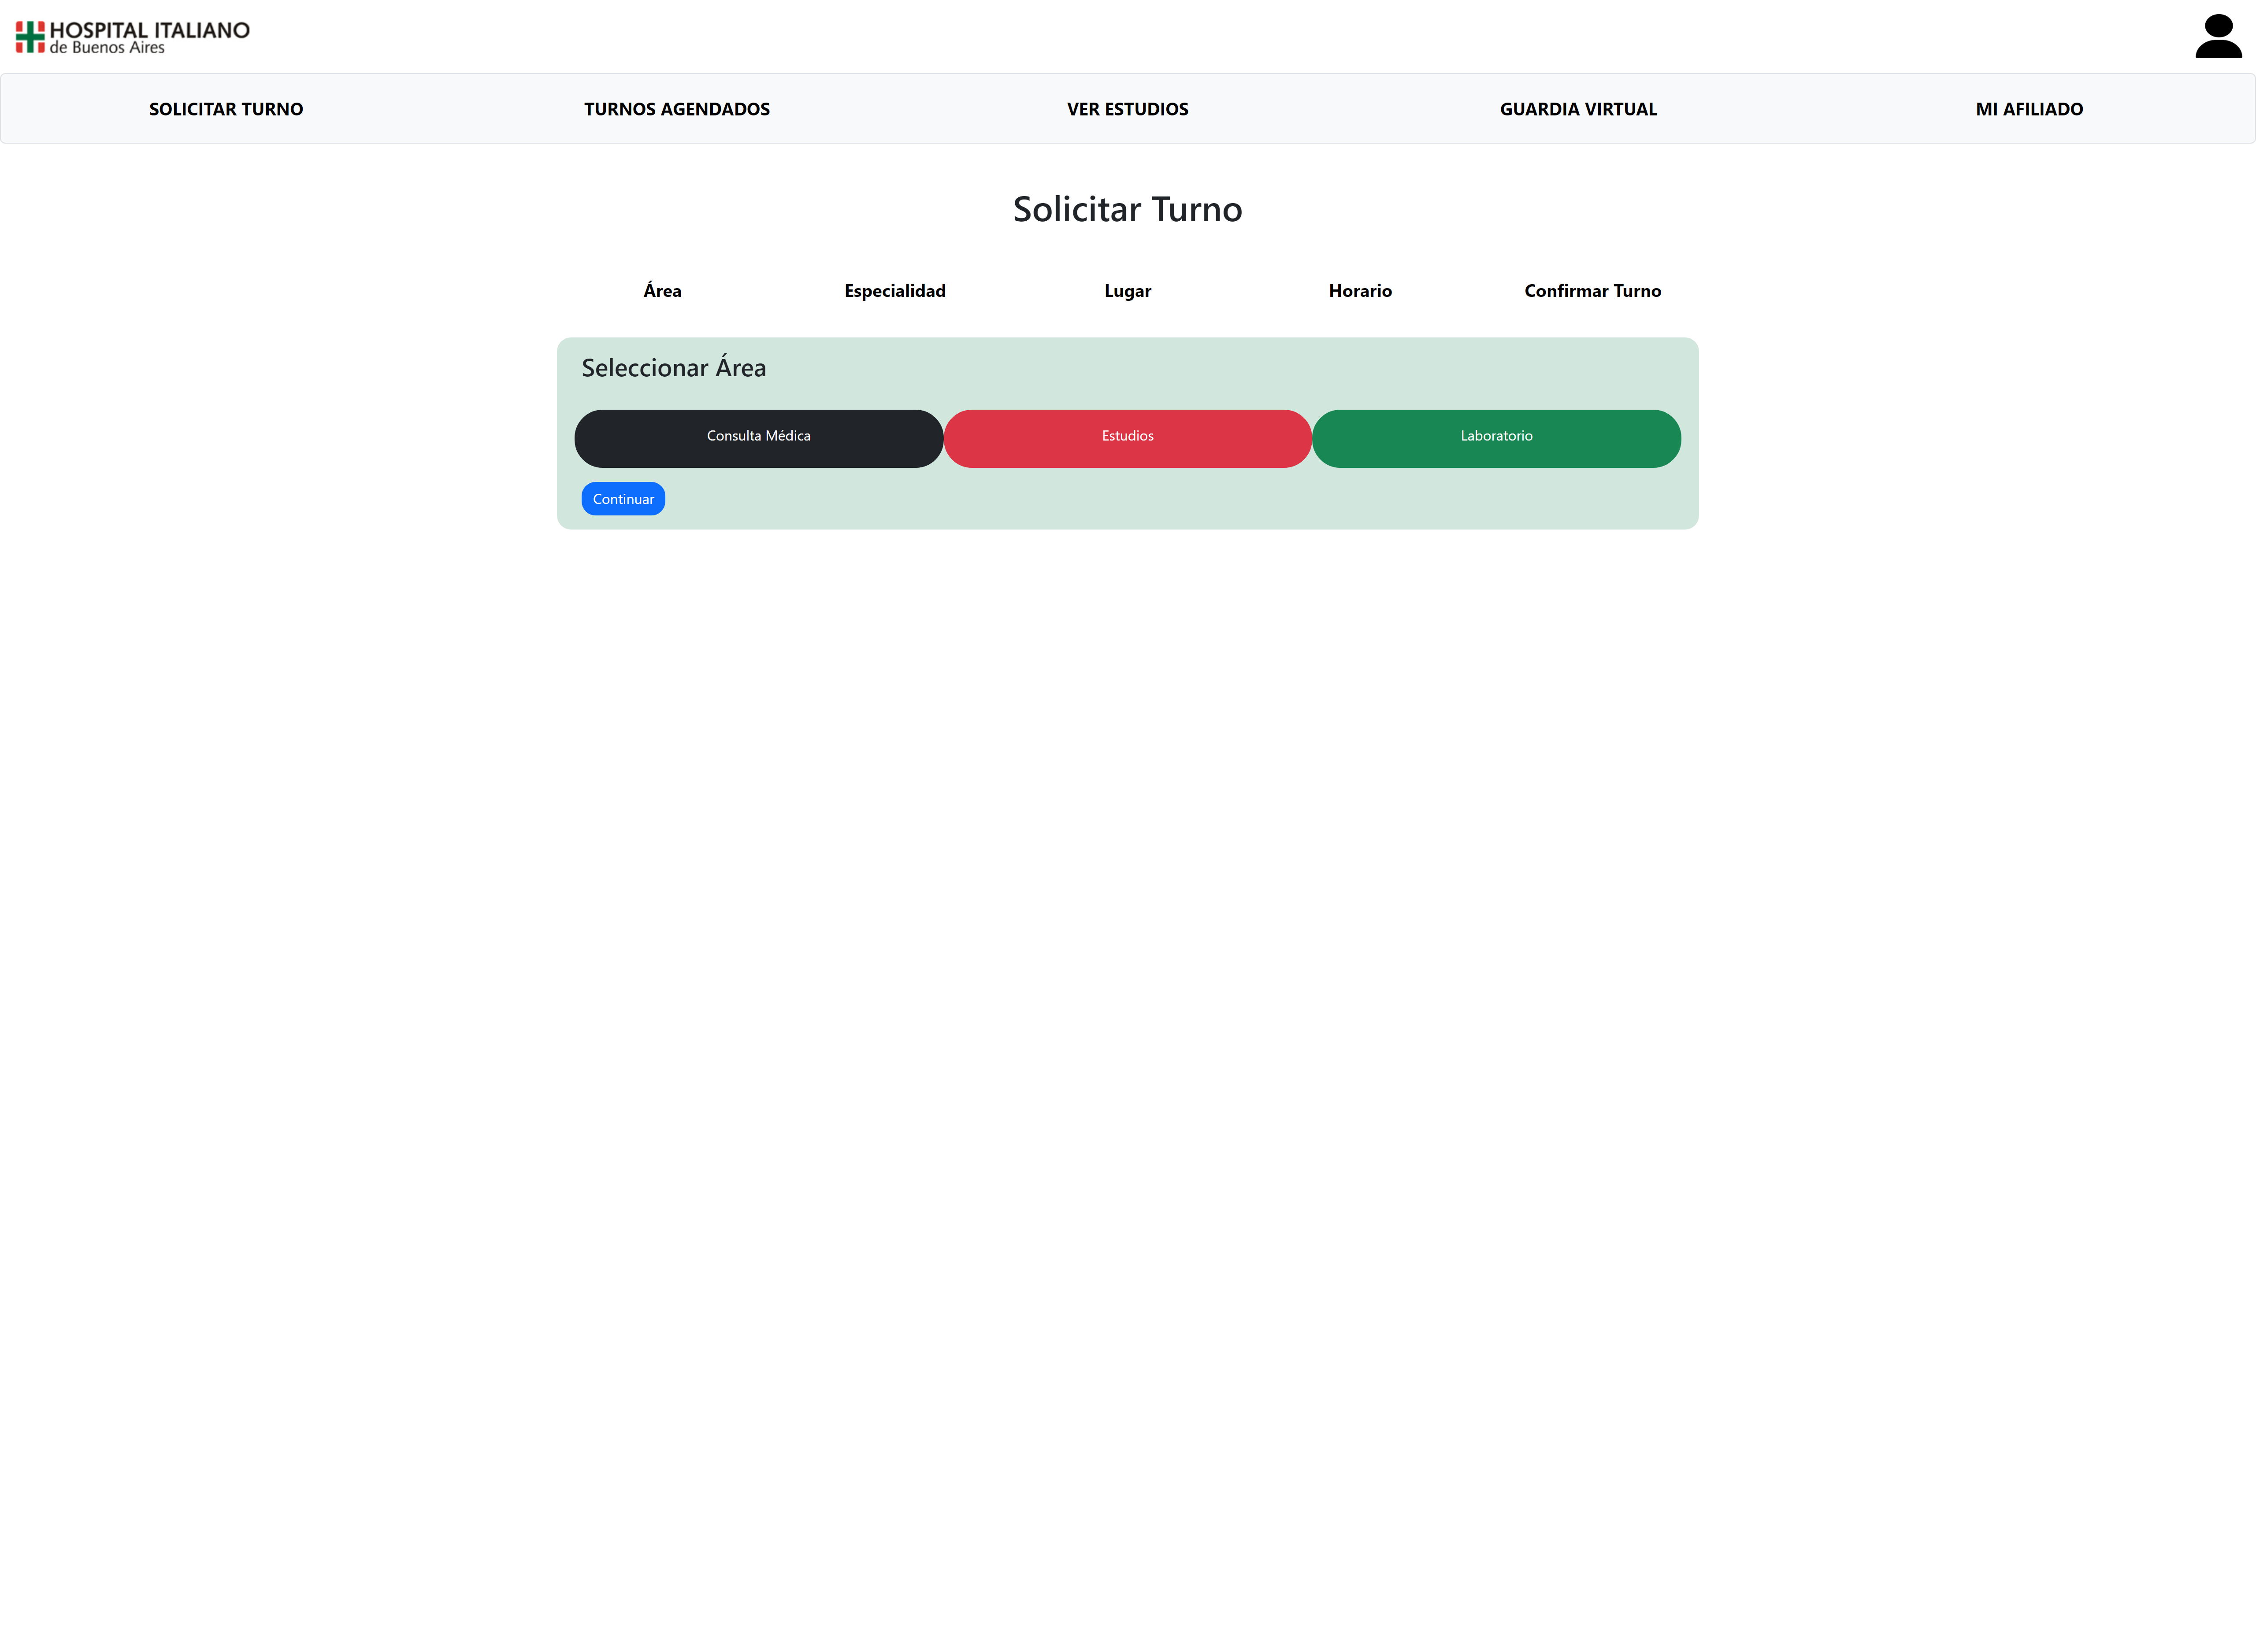 HOSPITAL ITALIANO
de Buenos Aires
SOLICITAR TURNO
TURNOS AGENDADOS
VER ESTUDIOS
GUARDIA VIRTUAL
MI AFILIADO
Solicitar Turno
Área
Especialidad
Lugar
Horario
Confirmar Turno
Seleccionar Área
Consulta Médica
Estudios
Laboratorio
Continuar